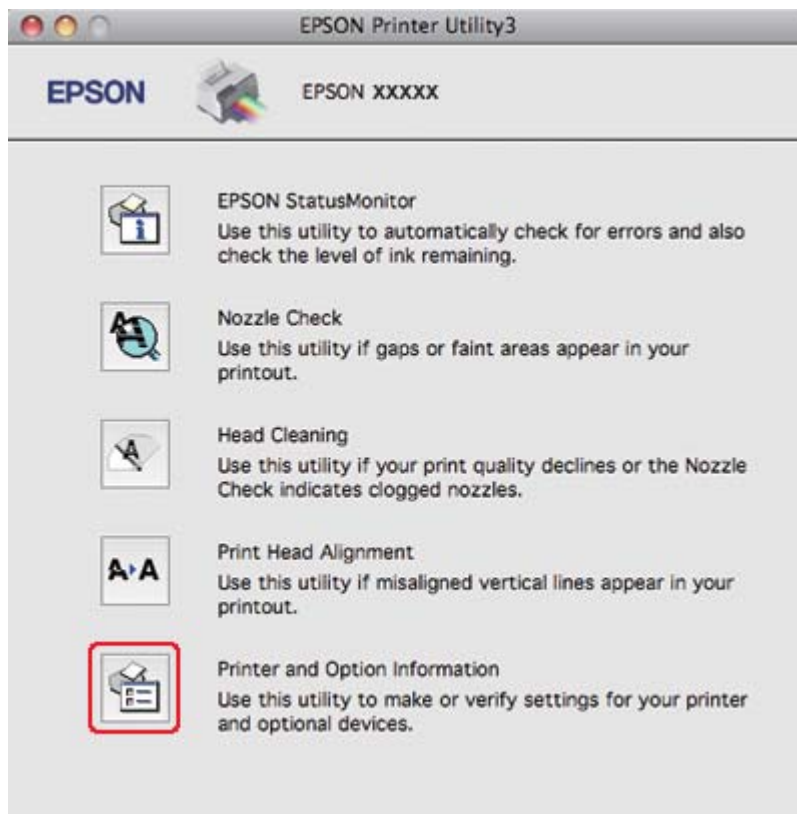 EPSON Printer Utility3
EPSON
EPSON XXXXX
EPSON StatusMonitor
Use this utility to automatically check for errors and also
check the level of ink remaining.
Nozzle Check
Use this utility if gaps or faint areas appear in your
printout.
Head Cleaning
Use this utility if your print quality declines or the Nozzle
Check indicates clogged nozzles.
Print Head Alignment
Use this utility if misaligned vertical lines appear in your
printout.
Printer and Option Information
Use this utility to make or verify settings for your printer
and optional devices.